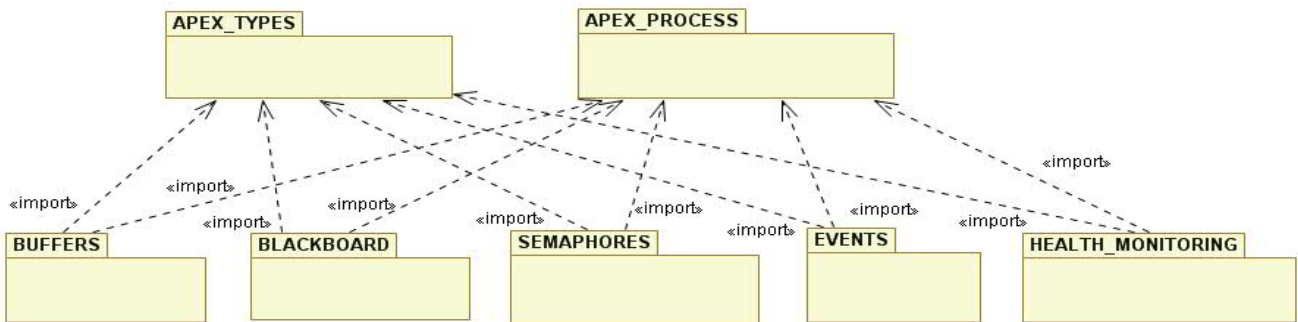 APEX_TYPES
APEX_PROCESS
«import»
«import»
«import»
«import»
«import»
«import»
«import»
«import»
«import»
«import»
BUFFERS
BLACKBOARD
SEMAPHORES
EVENTS
HEALTH_MONITORING